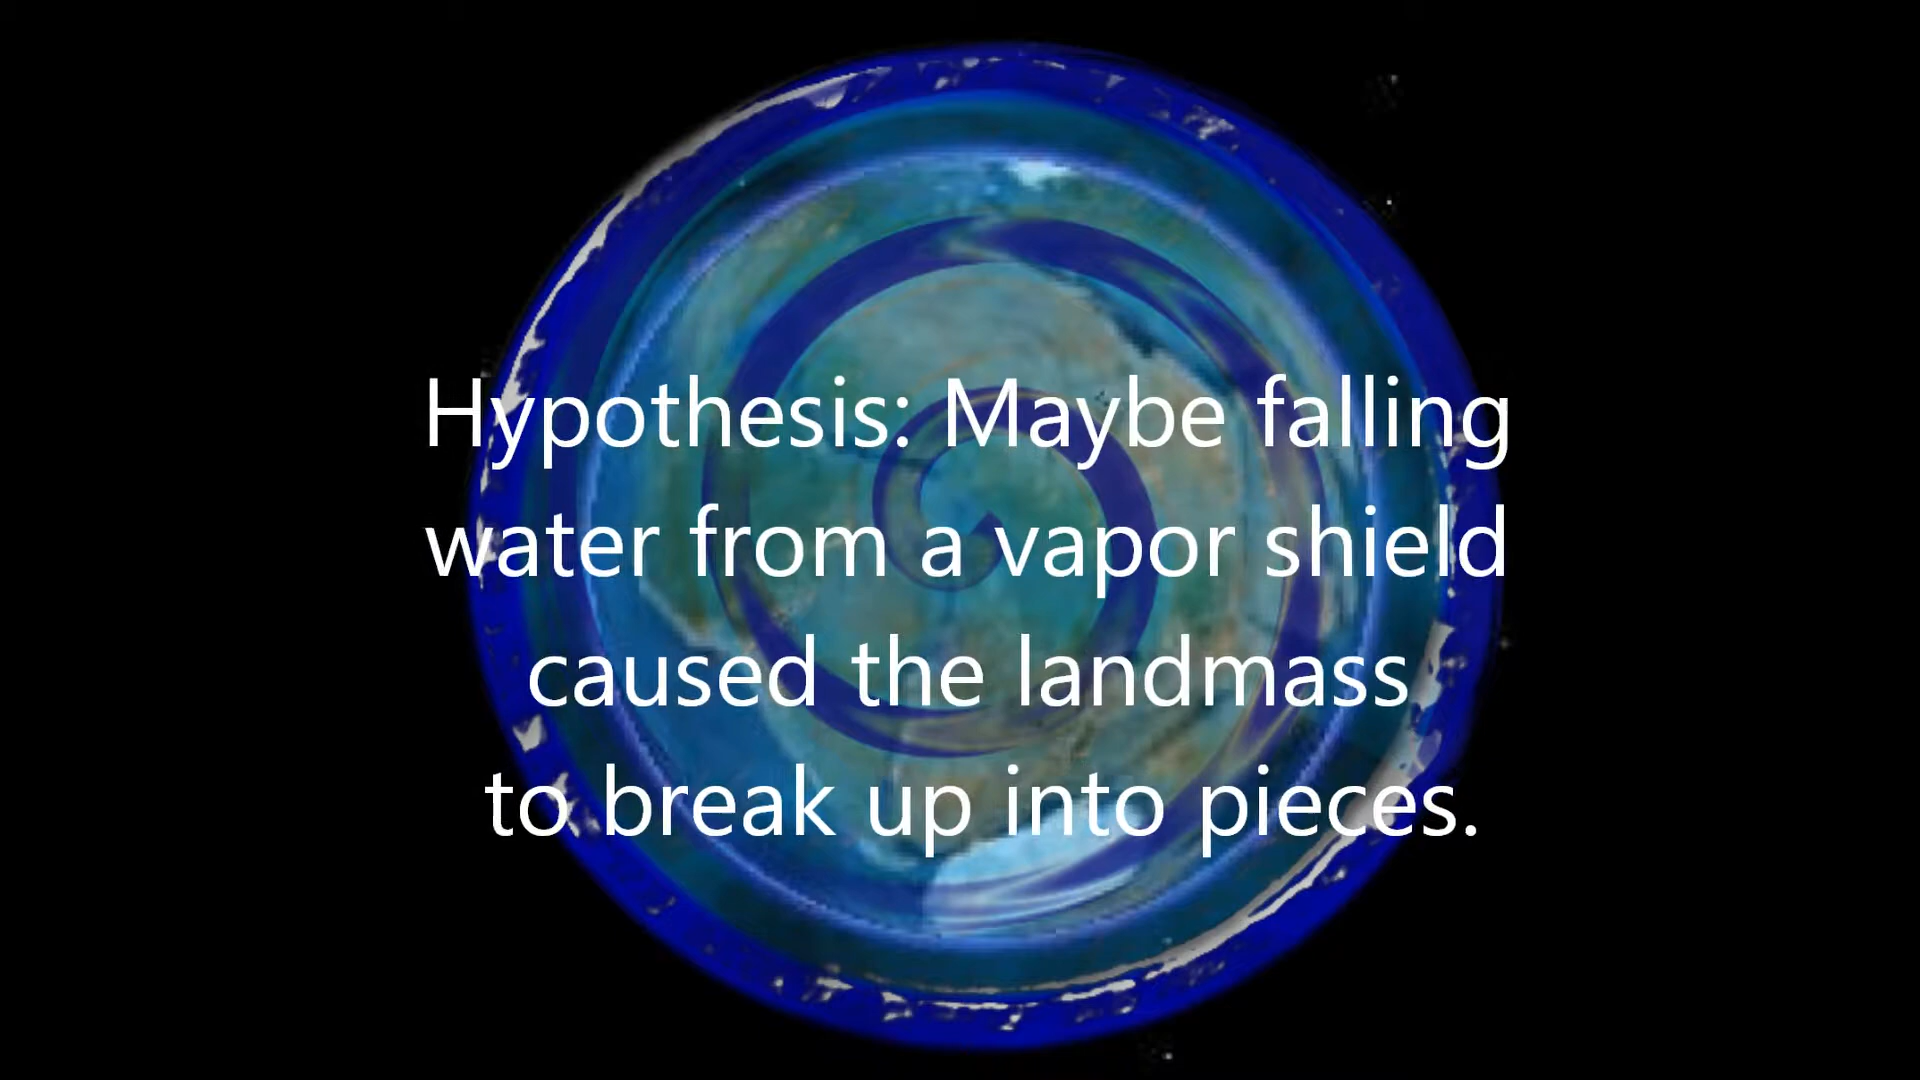 Hypothesis: Maybe falling
water from a vapor shield
caused the landmass
to break up into pieces.